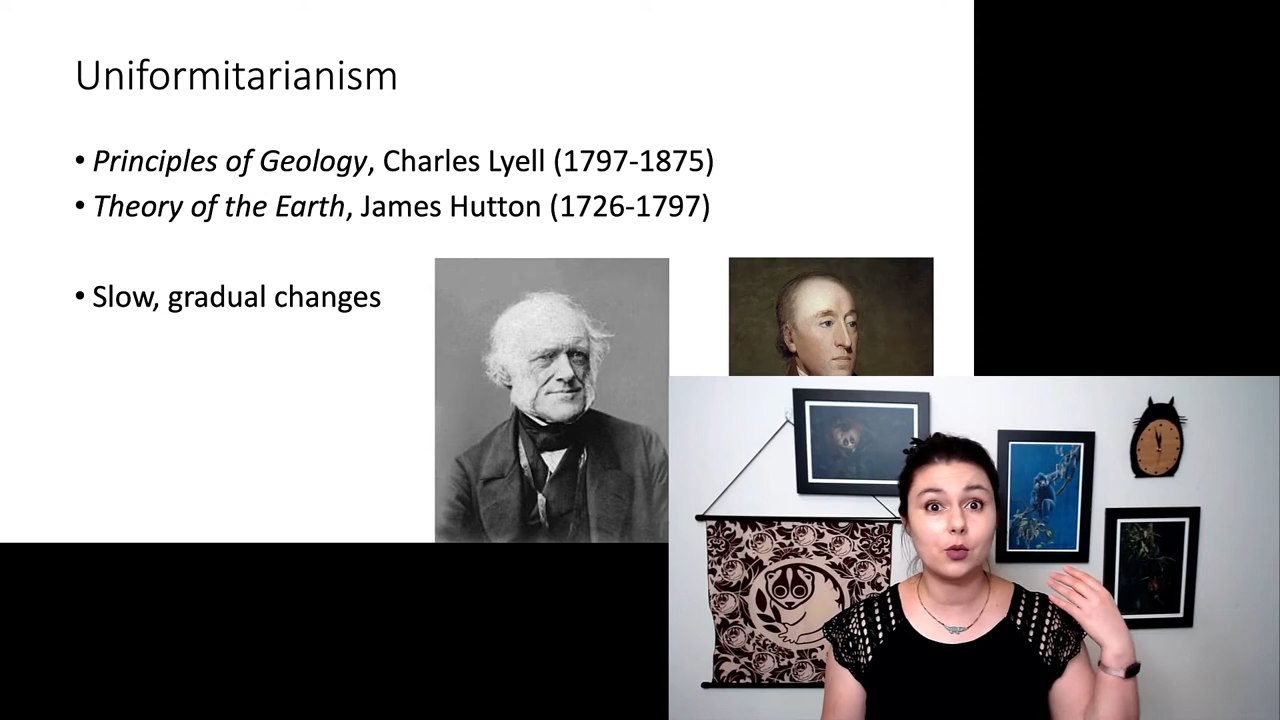 Uniformitarianism
• Principles of Geology, Charles Lyell (1797-1875)
• Theory of the Earth, James Hutton (1726-1797)
• Slow, gradual changes